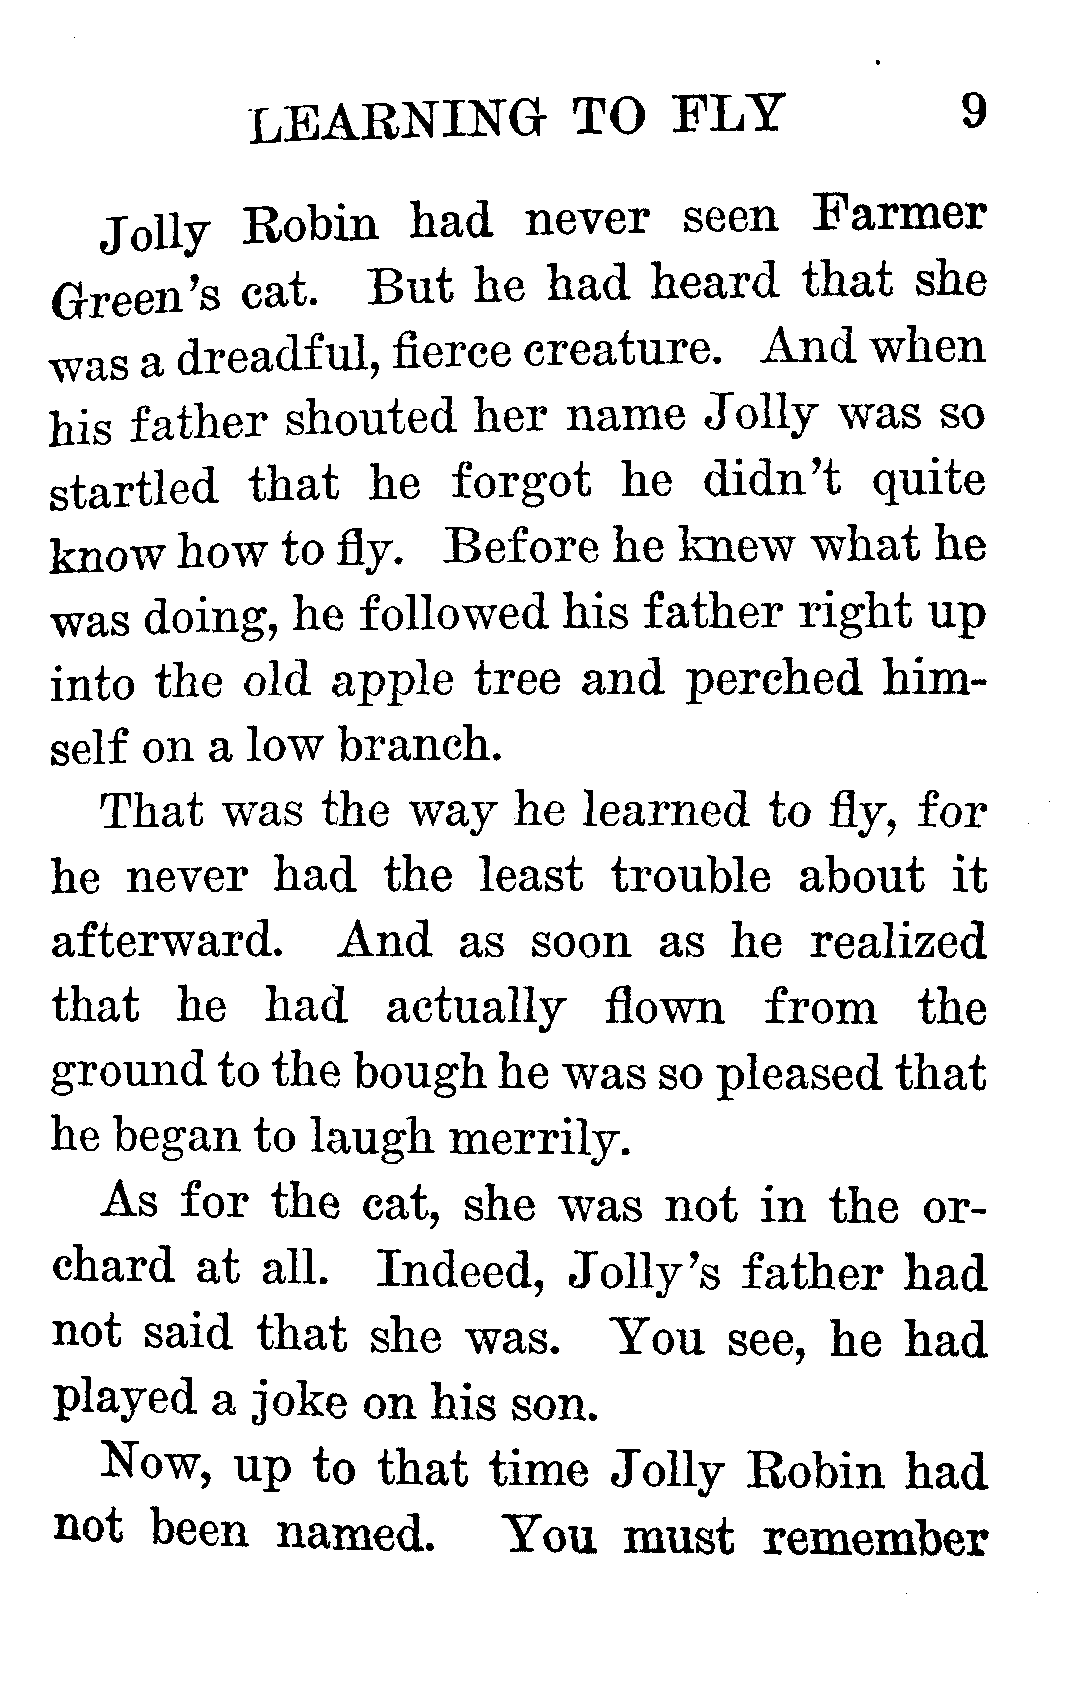 LEARNING TO FLY 9
Jolly Robin had never seen Farmer
Green's cat. But he had heard that she
was a dreadful, fierce creature. And when
his father shouted her name Jolly was so
startled that he forgot he didn't quite
know how to fly. Before he knew what he
was doing, he followed his father right up
into the old apple tree and perched him-
self on a low branch.
That was the way he learned to fly, for
he never had the least trouble about it
afterward. And as soon as he realized
that he had actually flown from the
ground to the bough he was so pleased that
he began to laugh merrily.
As for the cat, she was not in the or-
chard at all. Indeed, Jolly's father had
not said that she was. You see, he had
played a joke on his son.
Now, up to that time Jolly Robin had
not been named. You must remember